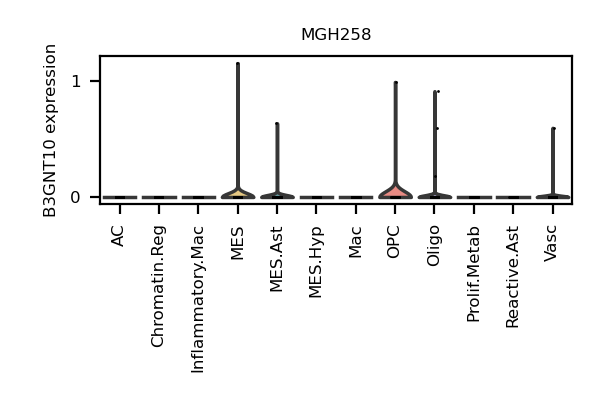 MGH258
B3GNT10 expression
1
0
AC
Chromatin.Reg
Inflammatory.Mac
MES
MES.Ast
MES.Hyp
Mac
OPC
Oligo
Prolif.Metab
Reactive.Ast
Vasc